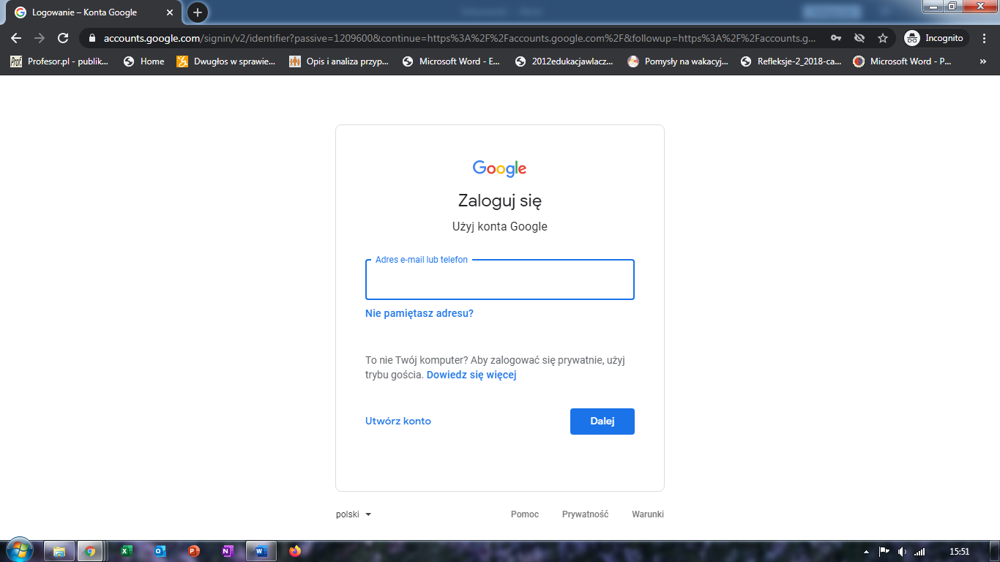 Logowanie – Konta Google
accounts.google.com/signin/v2/identifier?passive=1209600&continue=https%3A%2F%2Faccounts.google.com%2F&followup=https%3A%2F%2Faccounts.g...
Incognito
Profesor.pl - publik... Home Dwugłos w sprawie... Opis i analiza przyp... Microsoft Word - E... 2012edukacjawlacz... Pomysły na wakacyj... Refleksje-2_2018-ca... Microsoft Word - P... »
Google
Zaloguj się
Użyj konta Google
Adres e-mail lub telefon
Nie pamiętasz adresu?
To nie Twój komputer? Aby zalogować się prywatnie, użyj
trybu gościa. Dowiedz się więcej
Utwórz konto Dalej
polski Pomoc Prywatność Warunki
15:51